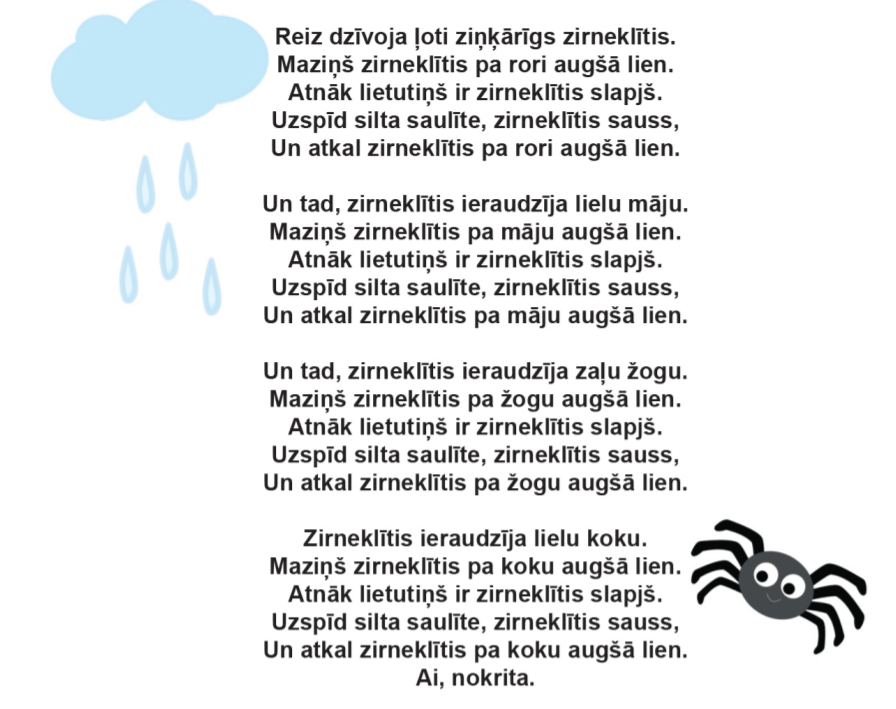 Reiz dzīvoja ļoti ziņķārīgs zirneklītis.
Maziņš zirneklītis pa rori augšā lien.
Atnāk lietutiņš ir zirneklītis slapjš.
Uzspīd silta saulīte, zirneklītis sauss,
Un atkal zirneklītis pa rori augšā lien.

Un tad, zirneklītis ieraudzīja lielu māju.
Maziņš zirneklītis pa māju augšā lien.
Atnāk lietutiņš ir zirneklītis slapjš.
Uzspīd silta saulīte, zirneklītis sauss,
Un atkal zirneklītis pa māju augšā lien.

Un tad, zirneklītis ieraudzīja zaļu žogu.
Maziņš zirneklītis pa žogu augšā lien.
Atnāk lietutiņš ir zirneklītis slapjš.
Uzspīd silta saulīte, zirneklītis sauss,
Un atkal zirneklītis pa žogu augšā lien.

Zirneklītis ieraudzīja lielu koku.
Maziņš zirneklītis pa koku augšā lien.
Atnāk lietutiņš ir zirneklītis slapjš.
Uzspīd silta saulīte, zirneklītis sauss,
Un atkal zirneklītis pa koku augšā lien.
Ai, nokrita.